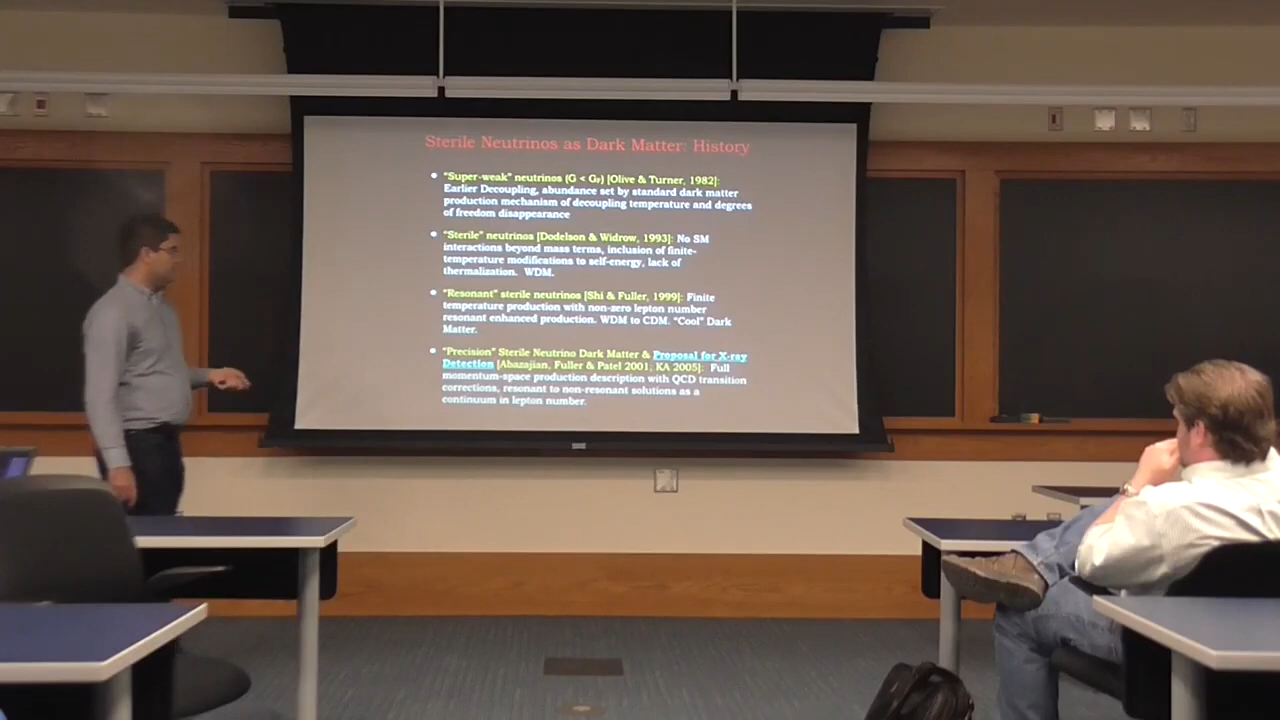 Sterile Neutrinos as Dark Matter: History
"Super-weak" neutrinos (G < GF) [Olive & Turner, 1982]:
Earlier Decoupling, abundance set by standard dark matter
production mechanism of decoupling temperature and degrees
of freedom disappearance
"Sterile" neutrinos [Dodelson & Widrow, 1993]: No SM
interactions beyond mass terms, inclusion of finite-
temperature modifications to self-energy, lack of
thermalization. WDM.
"Resonant" sterile neutrinos [Shi & Fuller, 1999]: Finite
temperature production with non-zero lepton number
resonant enhanced production. WDM to CDM. "Cool" Dark
Matter.
"Precision" Sterile Neutrino Dark Matter & Proposal for X-ray
Detection [Abazajian, Fuller & Patel 2001, KA 2005]: Full
momentum-space production description with QCD transition
corrections, resonant to non-resonant solutions as a
continuum in lepton number.